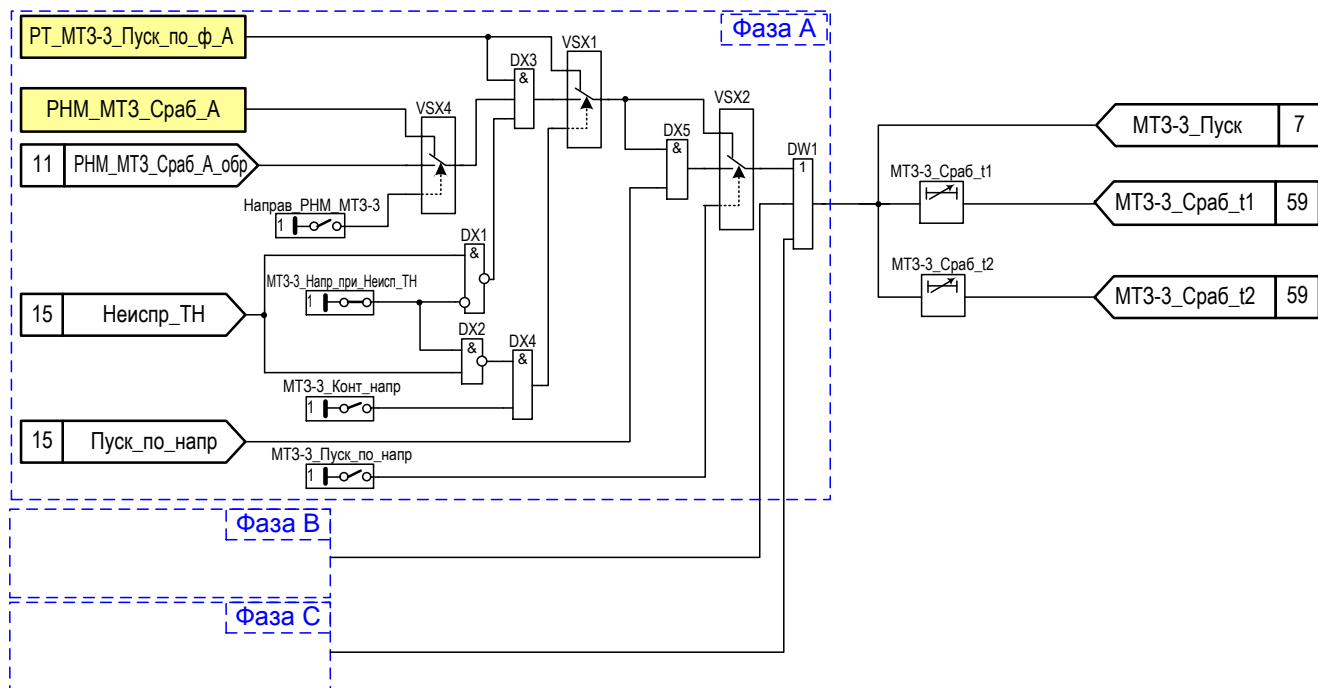 Фаза А
РТ_МТЗ-3_Пуск_по_ф_А
VSX1
DX3
&
РНМ_МТЗ_Сраб_А
VSX4
VSX2
11 РНМ_МТЗ_Сраб_А_обр
DX5
&
DW1
1
МТЗ-3_Пуск 7
МТЗ-3_Сраб_t1
МТЗ-3_Сраб_t1 59
Направ_РНМ_МТЗ-3
1
DX1
&
МТЗ-3_Напр_при_Неисп_ТН
1
МТЗ-3_Сраб_t2
МТЗ-3_Сраб_t2 59
15 Неиспр_ТН
DX2
&
DX4
&
МТЗ-3_Конт_напр
1
15 Пуск_по_напр
МТЗ-3_Пуск_по_напр
1
Фаза В
Фаза С